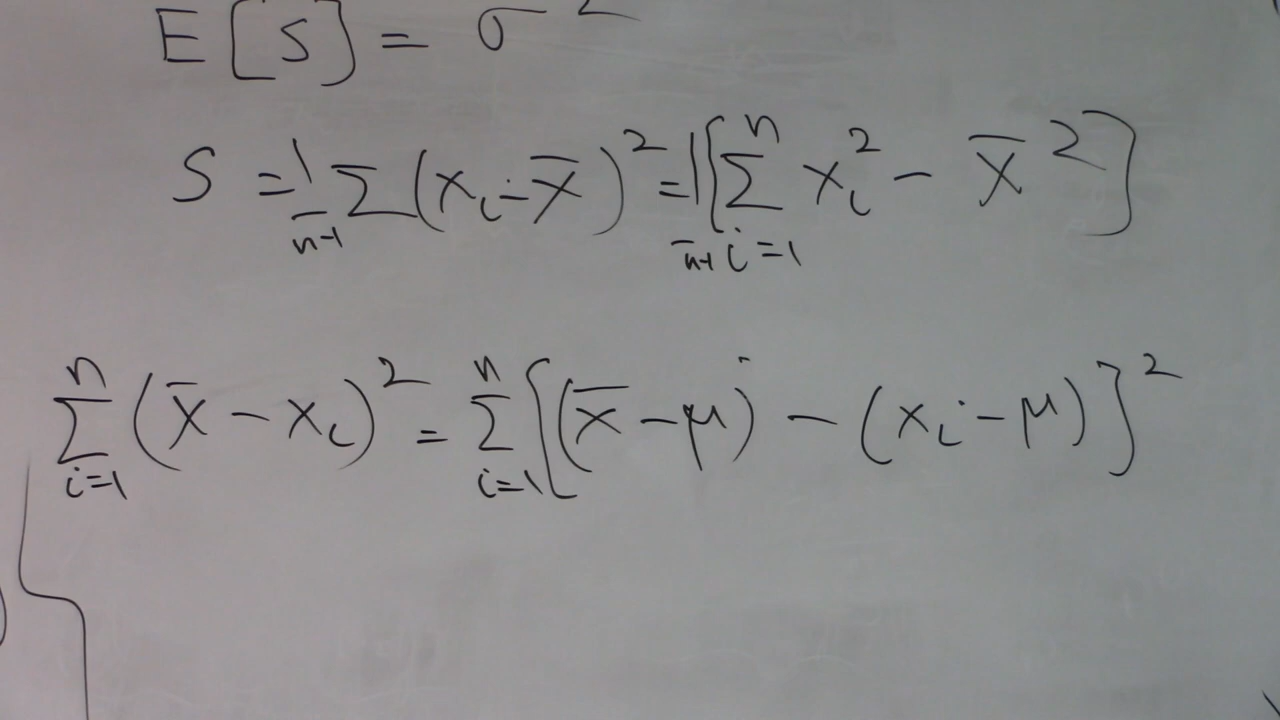 E[S] = σ²
S = 1/(n-1) Σ(xᵢ - x̄)² = 1/(n-1) [Σᵢ₌₁ⁿ xᵢ² - x̄²]
Σᵢ₌₁ⁿ (x̄ - xᵢ)² = Σᵢ₌₁ⁿ [(x̄ - μ) - (xᵢ - μ)]²